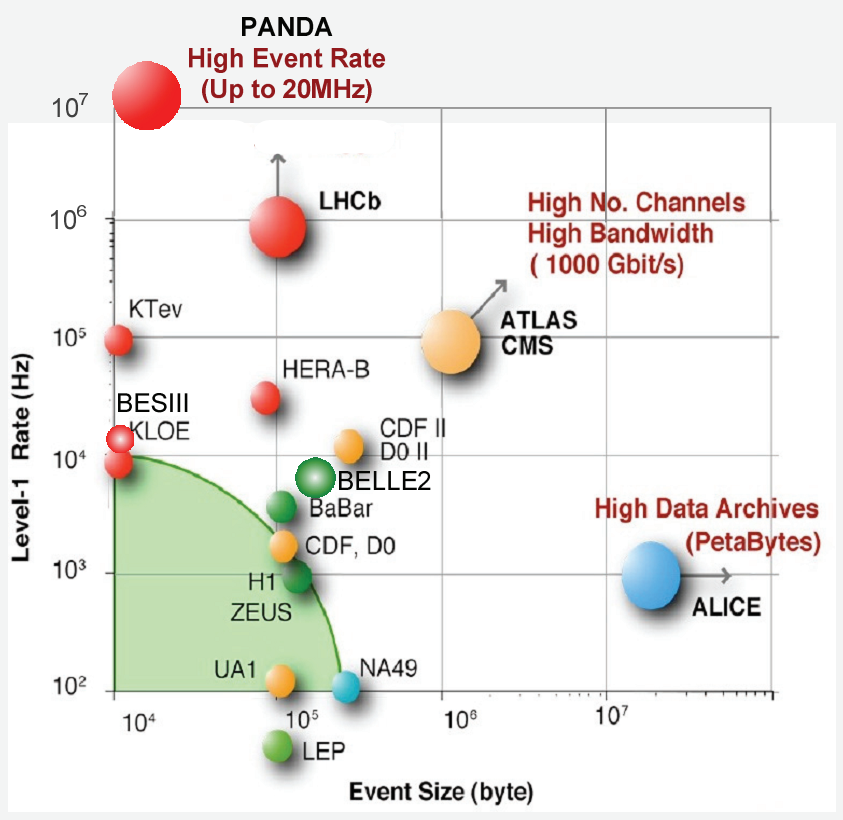 PANDA
High Event Rate
(Up to 20MHz)
10⁷
LHCb
10⁶
High No. Channels
High Bandwidth
( 1000 Gbit/s)
KTev
10⁵
ATLAS
CMS
HERA-B
BESIII
KLOE
CDF II
D0 II
10⁴
BELLE2
BaBar
High Data Archives
(PetaBytes)
CDF, D0
10³
H1
ZEUS
ALICE
UA1
NA49
10²
10⁴ 10⁵ 10⁶ 10⁷
LEP
Level-1 Rate (Hz)
Event Size (byte)